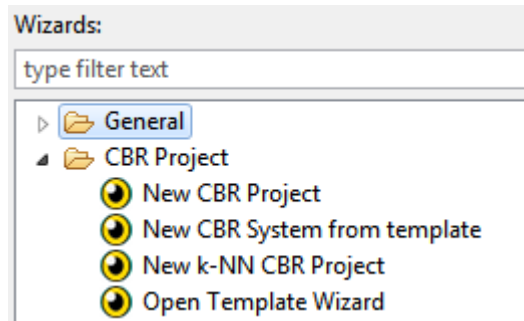 Wizards:
type filter text
General
CBR Project
New CBR Project
New CBR System from template
New k-NN CBR Project
Open Template Wizard